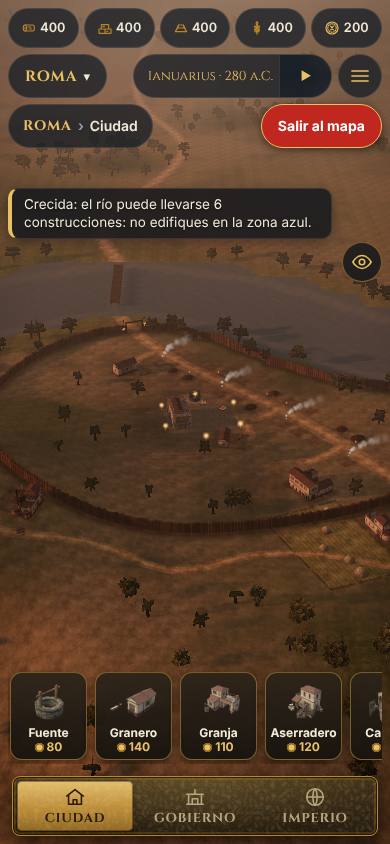 400 400 400 400 200
ROMA ▾ IANUARIUS · 280 A.C.
ROMA › Ciudad Salir al mapa
Crecida: el río puede llevarse 6
construcciones: no edifiques en la zona azul.
Fuente Granero Granja Aserradero Ca
80 140 110 120
CIUDAD GOBIERNO IMPERIO